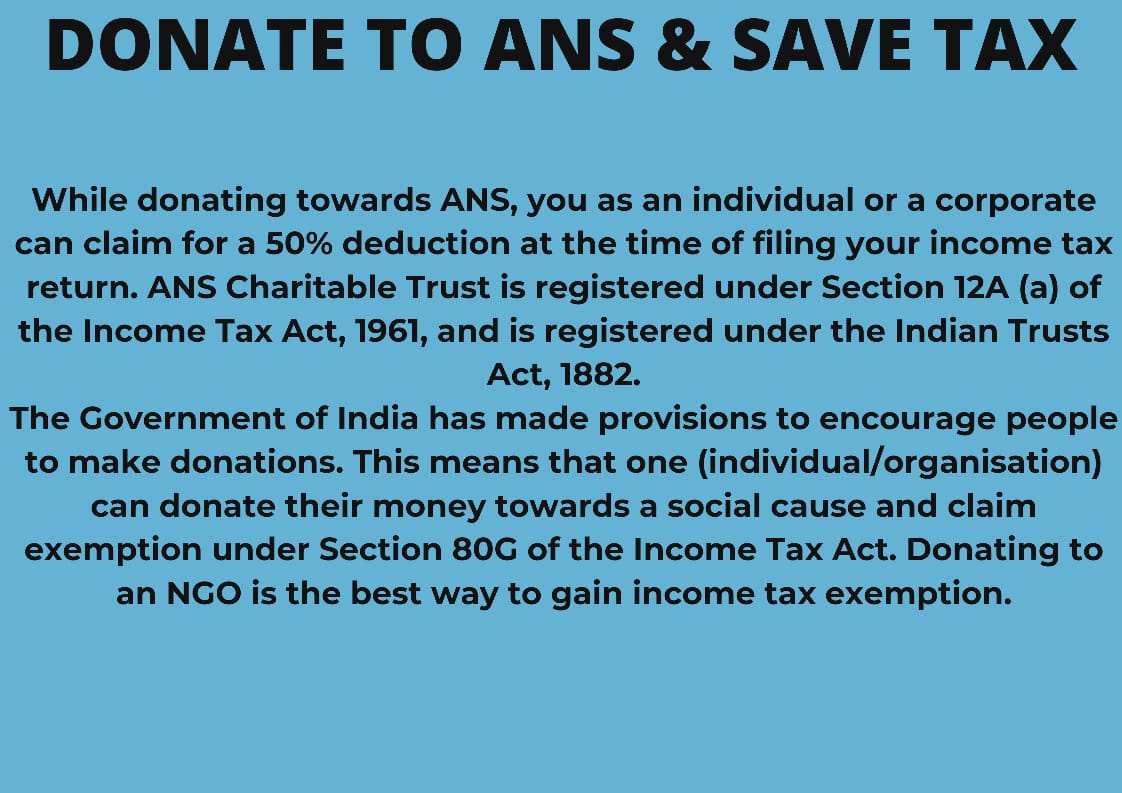 DONATE TO ANS & SAVE TAX
While donating towards ANS, you as an individual or a corporate
can claim for a 50% deduction at the time of filing your income tax
return. ANS Charitable Trust is registered under Section 12A (a) of
the Income Tax Act, 1961, and is registered under the Indian Trusts
Act, 1882.
The Government of India has made provisions to encourage people
to make donations. This means that one (individual/organisation)
can donate their money towards a social cause and claim
exemption under Section 80G of the Income Tax Act. Donating to
an NGO is the best way to gain income tax exemption.